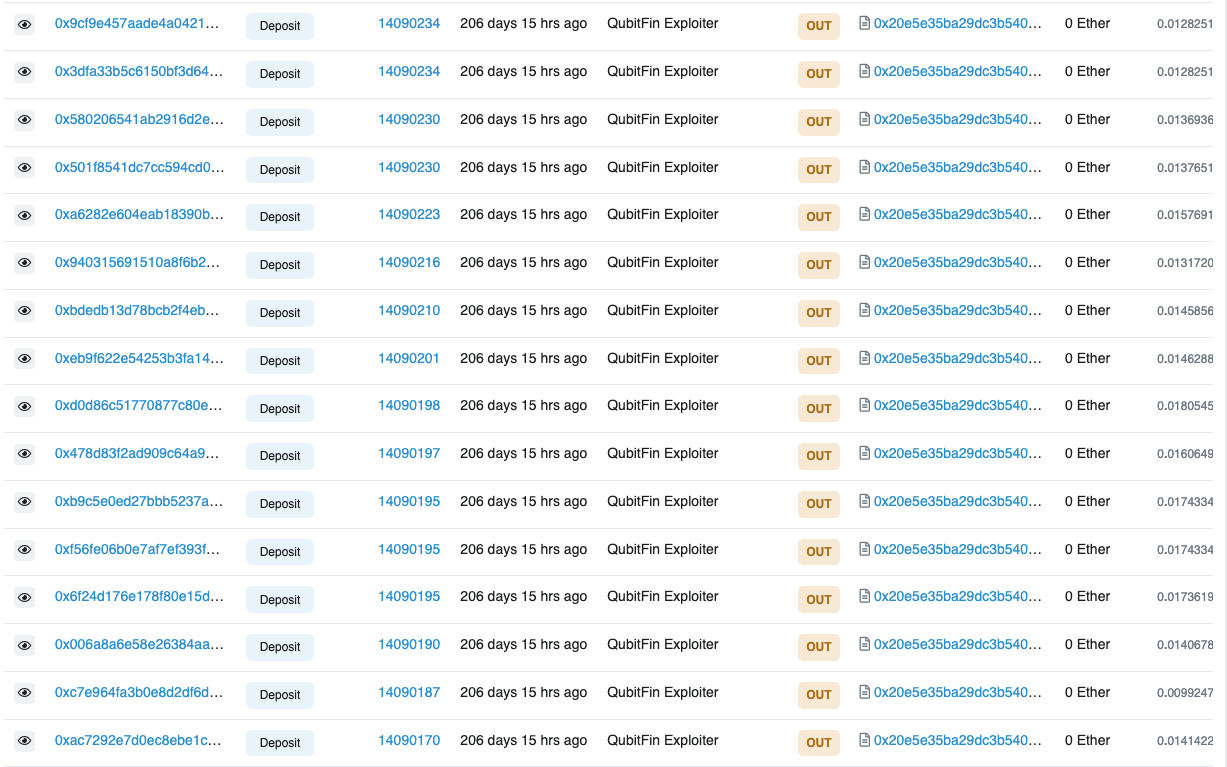 0x9cf9e457aade4a0421... Deposit 14090234 206 days 15 hrs ago QubitFin Exploiter OUT 0x20e5e35ba29dc3b540... 0 Ether 0.0128251
0x3dfa33b5c6150bf3d64... Deposit 14090234 206 days 15 hrs ago QubitFin Exploiter OUT 0x20e5e35ba29dc3b540... 0 Ether 0.0128251
0x580206541ab2916d2e... Deposit 14090230 206 days 15 hrs ago QubitFin Exploiter OUT 0x20e5e35ba29dc3b540... 0 Ether 0.0136936
0x501f8541dc7cc594cd0... Deposit 14090230 206 days 15 hrs ago QubitFin Exploiter OUT 0x20e5e35ba29dc3b540... 0 Ether 0.0137651
0xa6282e604eab18390b... Deposit 14090223 206 days 15 hrs ago QubitFin Exploiter OUT 0x20e5e35ba29dc3b540... 0 Ether 0.0157691
0x940315691510a8f6b2... Deposit 14090216 206 days 15 hrs ago QubitFin Exploiter OUT 0x20e5e35ba29dc3b540... 0 Ether 0.0131720
0xbdedb13d78bcb2f4eb... Deposit 14090210 206 days 15 hrs ago QubitFin Exploiter OUT 0x20e5e35ba29dc3b540... 0 Ether 0.0145856
0xeb9f622e54253b3fa14... Deposit 14090201 206 days 15 hrs ago QubitFin Exploiter OUT 0x20e5e35ba29dc3b540... 0 Ether 0.0146288
0xd0d86c51770877c80e... Deposit 14090198 206 days 15 hrs ago QubitFin Exploiter OUT 0x20e5e35ba29dc3b540... 0 Ether 0.0180545
0x478d83f2ad909c64a9... Deposit 14090197 206 days 15 hrs ago QubitFin Exploiter OUT 0x20e5e35ba29dc3b540... 0 Ether 0.0160649
0xb9c5e0ed27bbb5237a... Deposit 14090195 206 days 15 hrs ago QubitFin Exploiter OUT 0x20e5e35ba29dc3b540... 0 Ether 0.0174334
0xf56fe06b0e7af7ef393f... Deposit 14090195 206 days 15 hrs ago QubitFin Exploiter OUT 0x20e5e35ba29dc3b540... 0 Ether 0.0174334
0x6f24d176e178f80e15d... Deposit 14090195 206 days 15 hrs ago QubitFin Exploiter OUT 0x20e5e35ba29dc3b540... 0 Ether 0.0173619
0x006a8a6e58e26384aa... Deposit 14090190 206 days 15 hrs ago QubitFin Exploiter OUT 0x20e5e35ba29dc3b540... 0 Ether 0.0140678
0xc7e964fa3b0e8d2df6d... Deposit 14090187 206 days 15 hrs ago QubitFin Exploiter OUT 0x20e5e35ba29dc3b540... 0 Ether 0.0099247
0xac7292e7d0ec8ebe1c... Deposit 14090170 206 days 15 hrs ago QubitFin Exploiter OUT 0x20e5e35ba29dc3b540... 0 Ether 0.0141422